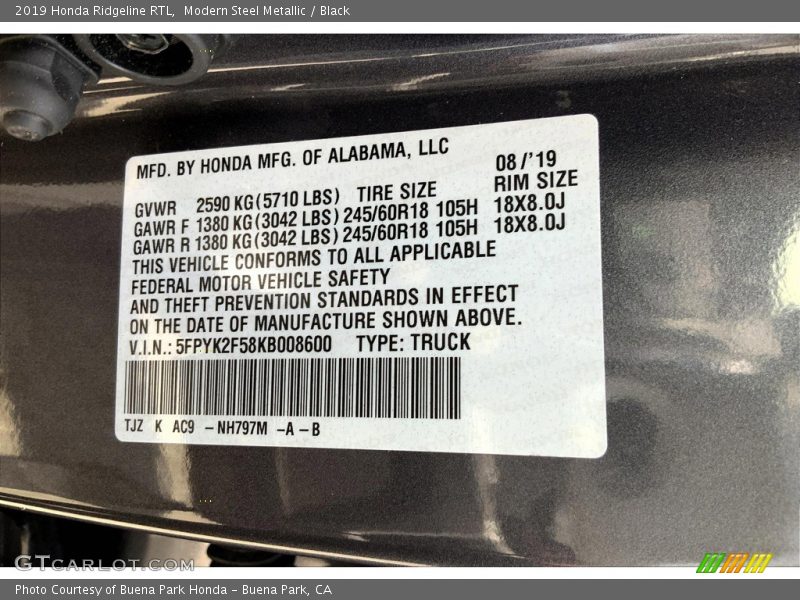 2019 Honda Ridgeline RTL, Modern Steel Metallic / Black
MFD. BY HONDA MFG. OF ALABAMA, LLC 08/'19
GVWR 2590 KG(5710 LBS) TIRE SIZE RIM SIZE
GAWR F 1380 KG(3042 LBS) 245/60R18 105H 18X8.0J
GAWR R 1380 KG(3042 LBS) 245/60R18 105H 18X8.0J
THIS VEHICLE CONFORMS TO ALL APPLICABLE
FEDERAL MOTOR VEHICLE SAFETY
AND THEFT PREVENTION STANDARDS IN EFFECT
ON THE DATE OF MANUFACTURE SHOWN ABOVE.
V.I.N.: 5FPYK2F58KB008600 TYPE: TRUCK
TJZ K AC9 -NH797M -A-B
GTCARLOT.COM
Photo Courtesy of Buena Park Honda - Buena Park, CA